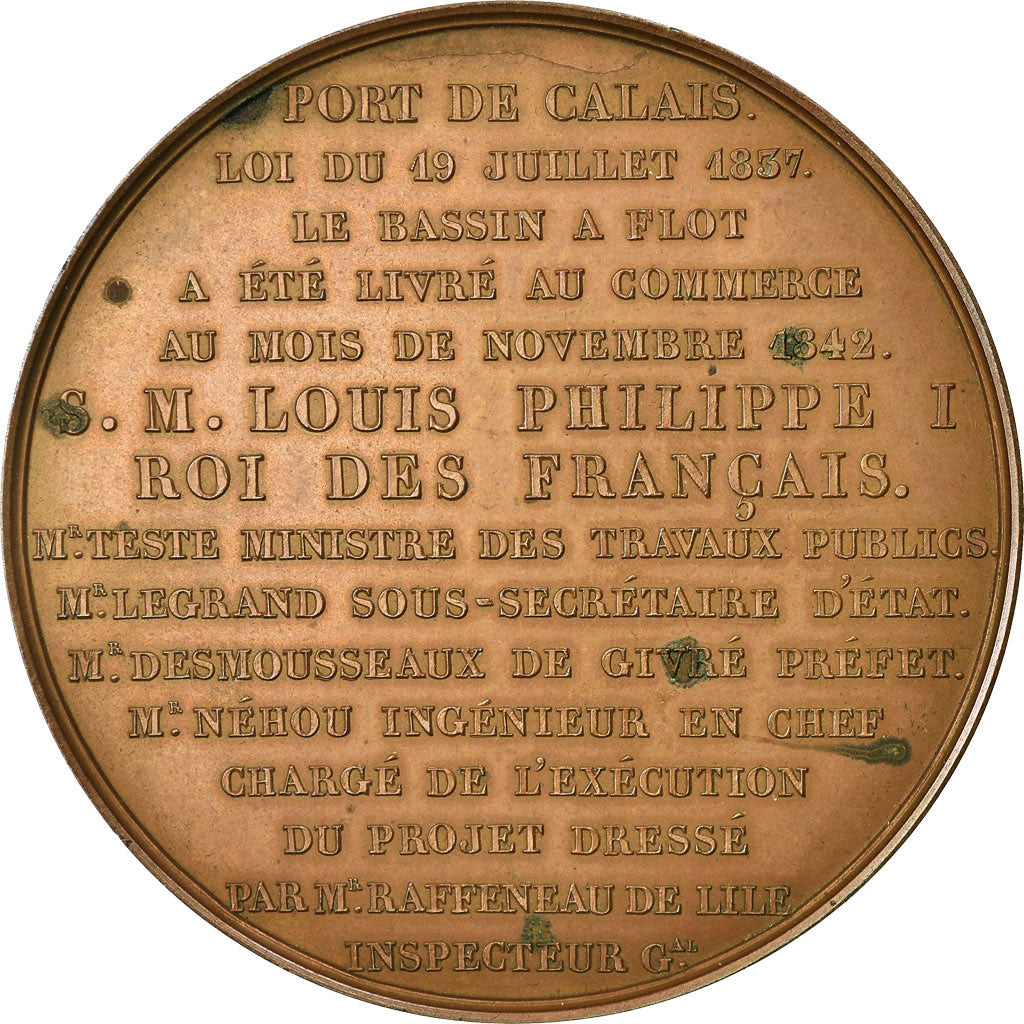 PORT DE CALAIS.
LOI DU 19 JUILLET 1837.
LE BASSIN A FLOT
A ÉTÉ LIVRÉ AU COMMERCE
AU MOIS DE NOVEMBRE 1842.
S. M. LOUIS PHILIPPE I
ROI DES FRANÇAIS.
MR. TESTE MINISTRE DES TRAVAUX PUBLICS.
MR. LEGRAND SOUS-SECRÉTAIRE D'ÉTAT.
MR. DESMOUSSEAUX DE GIVRÉ PRÉFET.
MR. NÉHOU INGÉNIEUR EN CHEF
CHARGÉ DE L'EXÉCUTION
DU PROJET DRESSÉ
PAR MR. RAFFENEAU DE LILE
INSPECTEUR GAL.